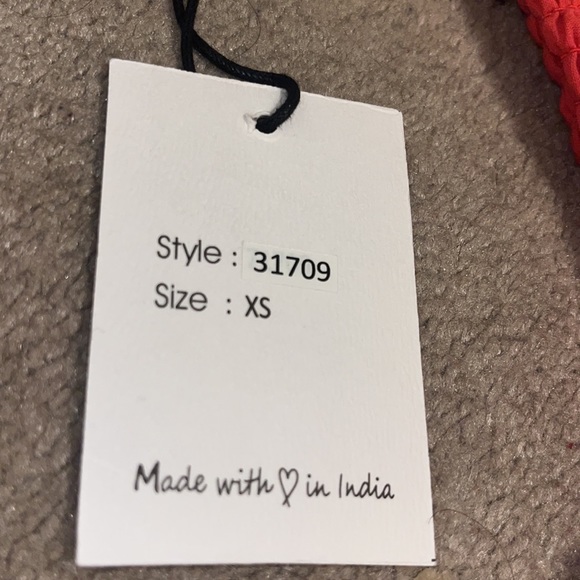 Style : 31709
Size : XS
Made with ♡ in India